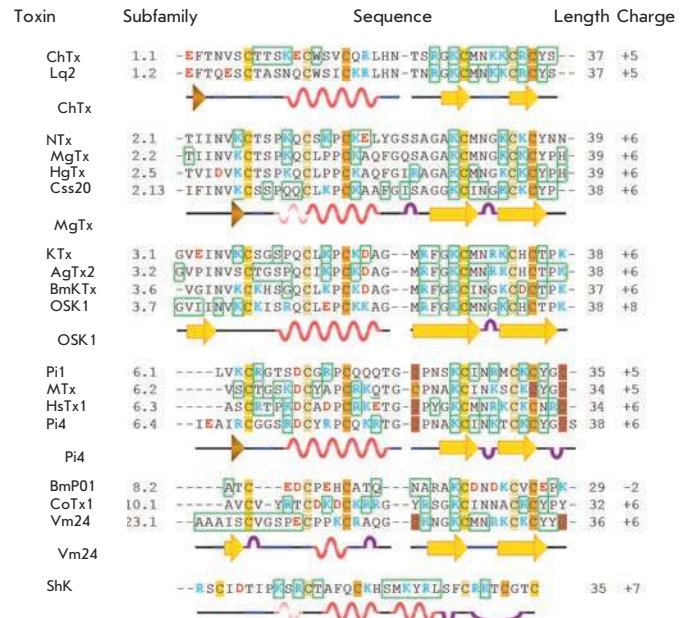 Toxin Subfamily Sequence Length Charge
ChTx 1.1 -EFTNVSCTTSKECWSVCQRLHN-TSRGKCMNKKCRCYS- 37 +5
Lq2 1.2 -EFTQESCTASNQCWSICKRLHN-TNRGKCMNKKCRCYS- 37 +5
ChTx
NTx 2.1 -TIINVKCTSPKQCSKPCKELYGSSAGAKCMNGKCKCYNN- 39 +6
MgTx 2.2 -TIINVKCTSPKQCLPPCKAQFGQSAGAKCMNGKCKCYPH 39 +6
HgTx 2.5 -TVIDVKCTSPKQCLPPCKAQFGIRAGAKCMNGKCKCYPH 39 +6
Css20 2.13 -IFINVKCSSPQQCLKPCKAAFGISAGGKCINGKCKCYP- 38 +6
MgTx
KTx 3.1 GVEINVKCSGSPQCLKPCKDAG--MRFGKCMNRKCHCTPK- 38 +6
AgTx2 3.2 GVPINVSCTGSPQCIKPCKDAG--MRFGKCMNRKCHCTPK- 38 +6
BmKTx 3.6 -VGINVKCKHSGQCLKPCKDAG--MRFGKCINGKCDCTPK- 37 +6
OSK1 3.7 GVIINVKCKISRQCLEPCKKAG--MRFGKCMNGKCHCTPK- 38 +8
OSK1
Pi1 6.1 ----LVKCRGTSDCGRPCQQQTG-CPNSKCINRMCKCYGC 35 +5
MTx 6.2 -----VSCTGSKDCYAPCRKQTG-CPNAKCINKSCKCYGC 34 +5
HsTx1 6.3 -----ASCRTPKDCADPCRKETG-CPYGKCMNRKCKCNRC 34 +6
Pi4 6.4 --IEAIRCGGSRDCYRPCQKRTG-CPNAKCINKTCKCYGCS 38 +6
Pi4
BmP01 8.2 ----ATC---EDCPEHCATQ--NARAKCDNDKCVCEPK- 29 -2
CoTx1 10.1 ----AVCV-YRTCDKDCKRRG--YRSGKCINNACKCYPY- 32 +6
Vm24 23.1 --AAAISCVGSPECPPKCRAQG--CKNGKCMNRKCKCYYC- 36 +6
Vm24
ShK --RSCIDTIPKSRCTAFQCKHSMKYRLSFCRKTCGTC 35 +7